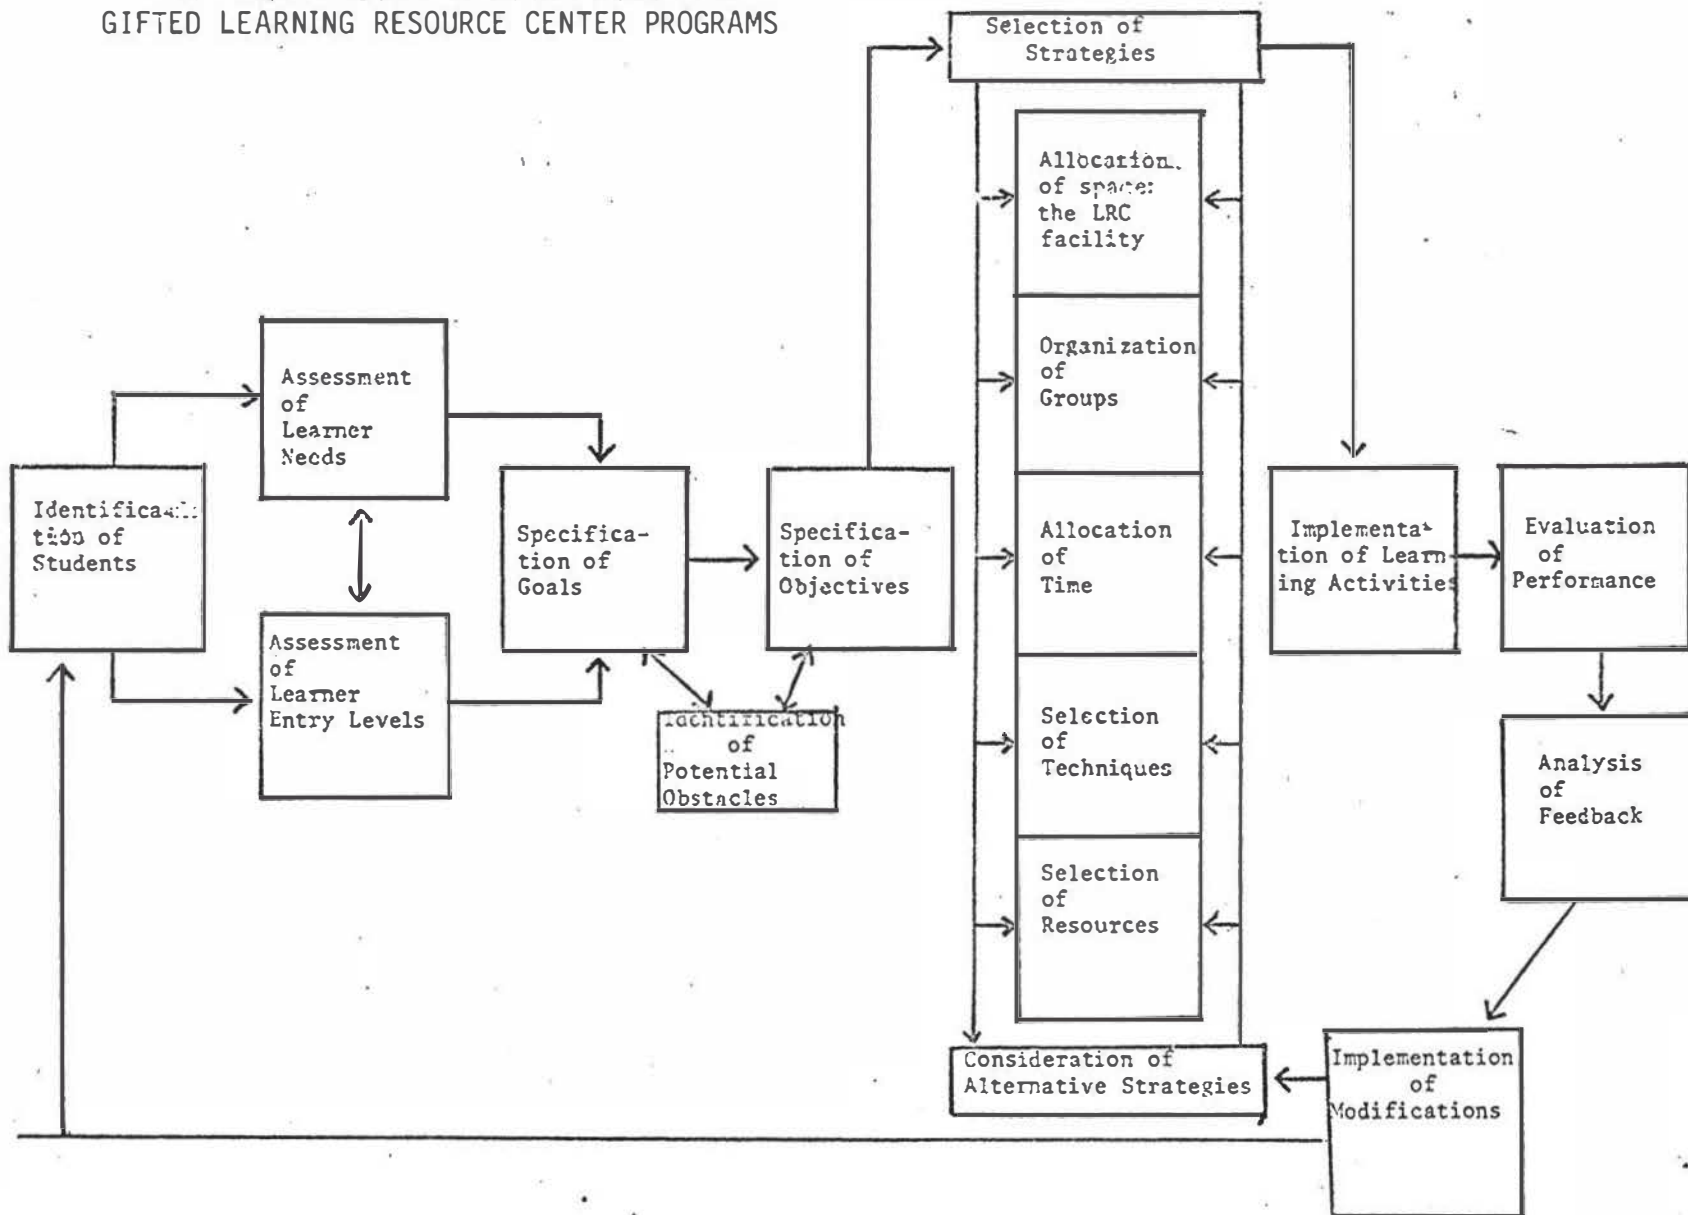 GIFTED LEARNING RESOURCE CENTER PROGRAMS
Selection of
Strategies
Allocation
of space:
the LRC
facility
Organization
of
Groups
Allocation
of
Time
Selection
of
Techniques
Selection
of
Resources
Consideration of
Alternative Strategies
Assessment
of
Learner
Needs
Identifica-
tion of
Students
Assessment
of
Learner
Entry Levels
Specifica-
tion of
Goals
Specifica-
tion of
Objectives
Identification
of
Potential
Obstacles
Implementa-
tion of Learn
ing Activities
Evaluation
of
Performance
Analysis
of
Feedback
Implementation
of
Modifications